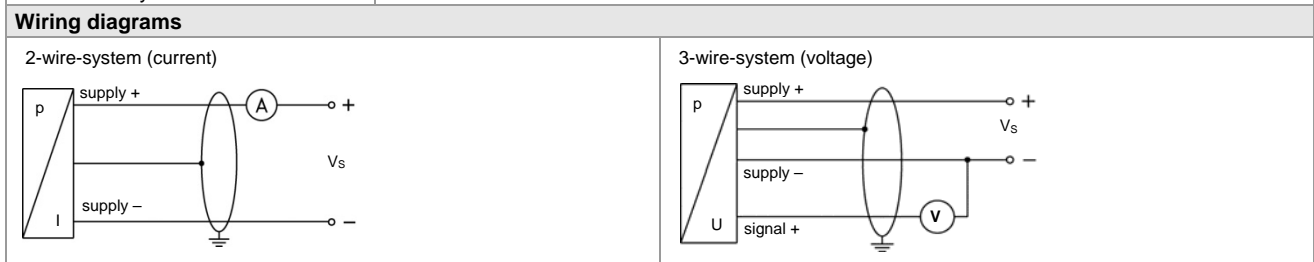 Wiring diagrams
2-wire-system (current)
p
supply +
A
+
VS
supply –
I
–
3-wire-system (voltage)
p
supply +
+
VS
–
supply –
V
U
signal +